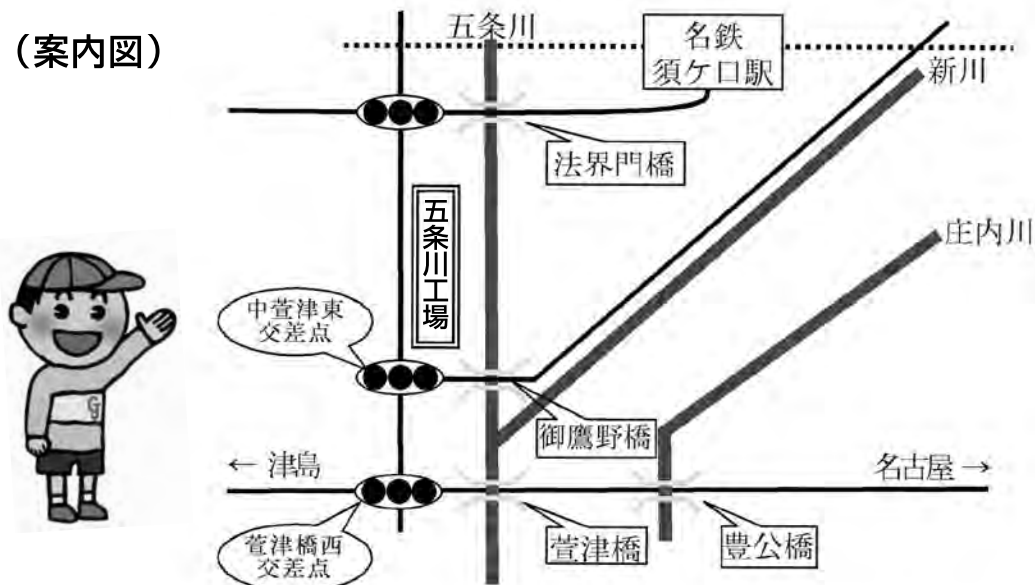 (案内図)
五条川
名鉄
須ケ口駅
新川
法界門橋
五条川工場
庄内川
中萱津東
交差点
御鷹野橋
← 津島
名古屋 →
萱津橋西
交差点
萱津橋
豊公橋